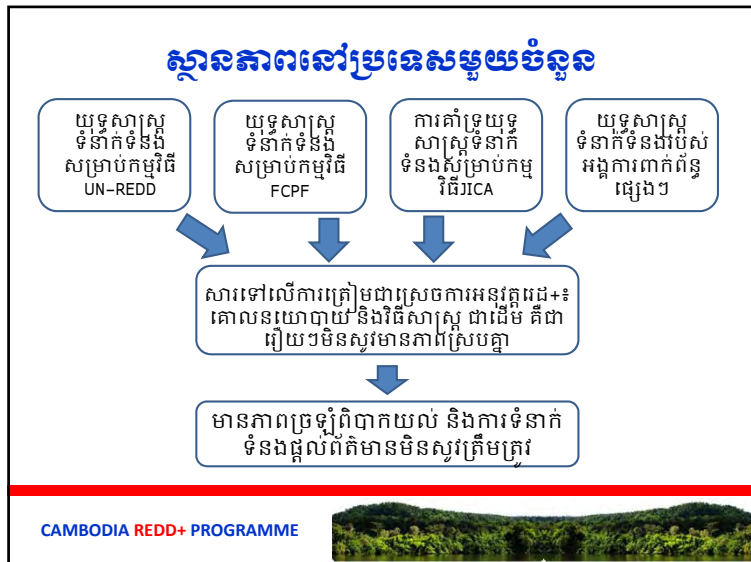 ស្ថានភាពនៅប្រទេសមួយចំនួន
យុទ្ធសាស្ត្រ
ទំនាក់ទំនង
សម្រាប់កម្មវិធី
UN-REDD
យុទ្ធសាស្ត្រ
ទំនាក់ទំនង
សម្រាប់កម្មវិធី
FCPF
ការគាំទ្រយុទ្ធ
សាស្ត្រទំនាក់
ទំនងសម្រាប់កម្ម
វិធីJICA
យុទ្ធសាស្ត្រ
ទំនាក់ទំនងរបស់
អង្គការពាក់ព័ន្ធ
ផ្សេងៗ
សារទៅលើការត្រៀមជាស្រេចការអនុវត្តរេដ+៖
គោលនយោបាយ និងវិធីសាស្ត្រ ជាដើម គឺជា
រឿយៗមិនសូវមានភាពស្របគ្នា
មានភាពច្រឡំពិបាកយល់ និងការទំនាក់
ទំនងផ្តល់ព័ត៌មានមិនសូវត្រឹមត្រូវ
CAMBODIA REDD+ PROGRAMME